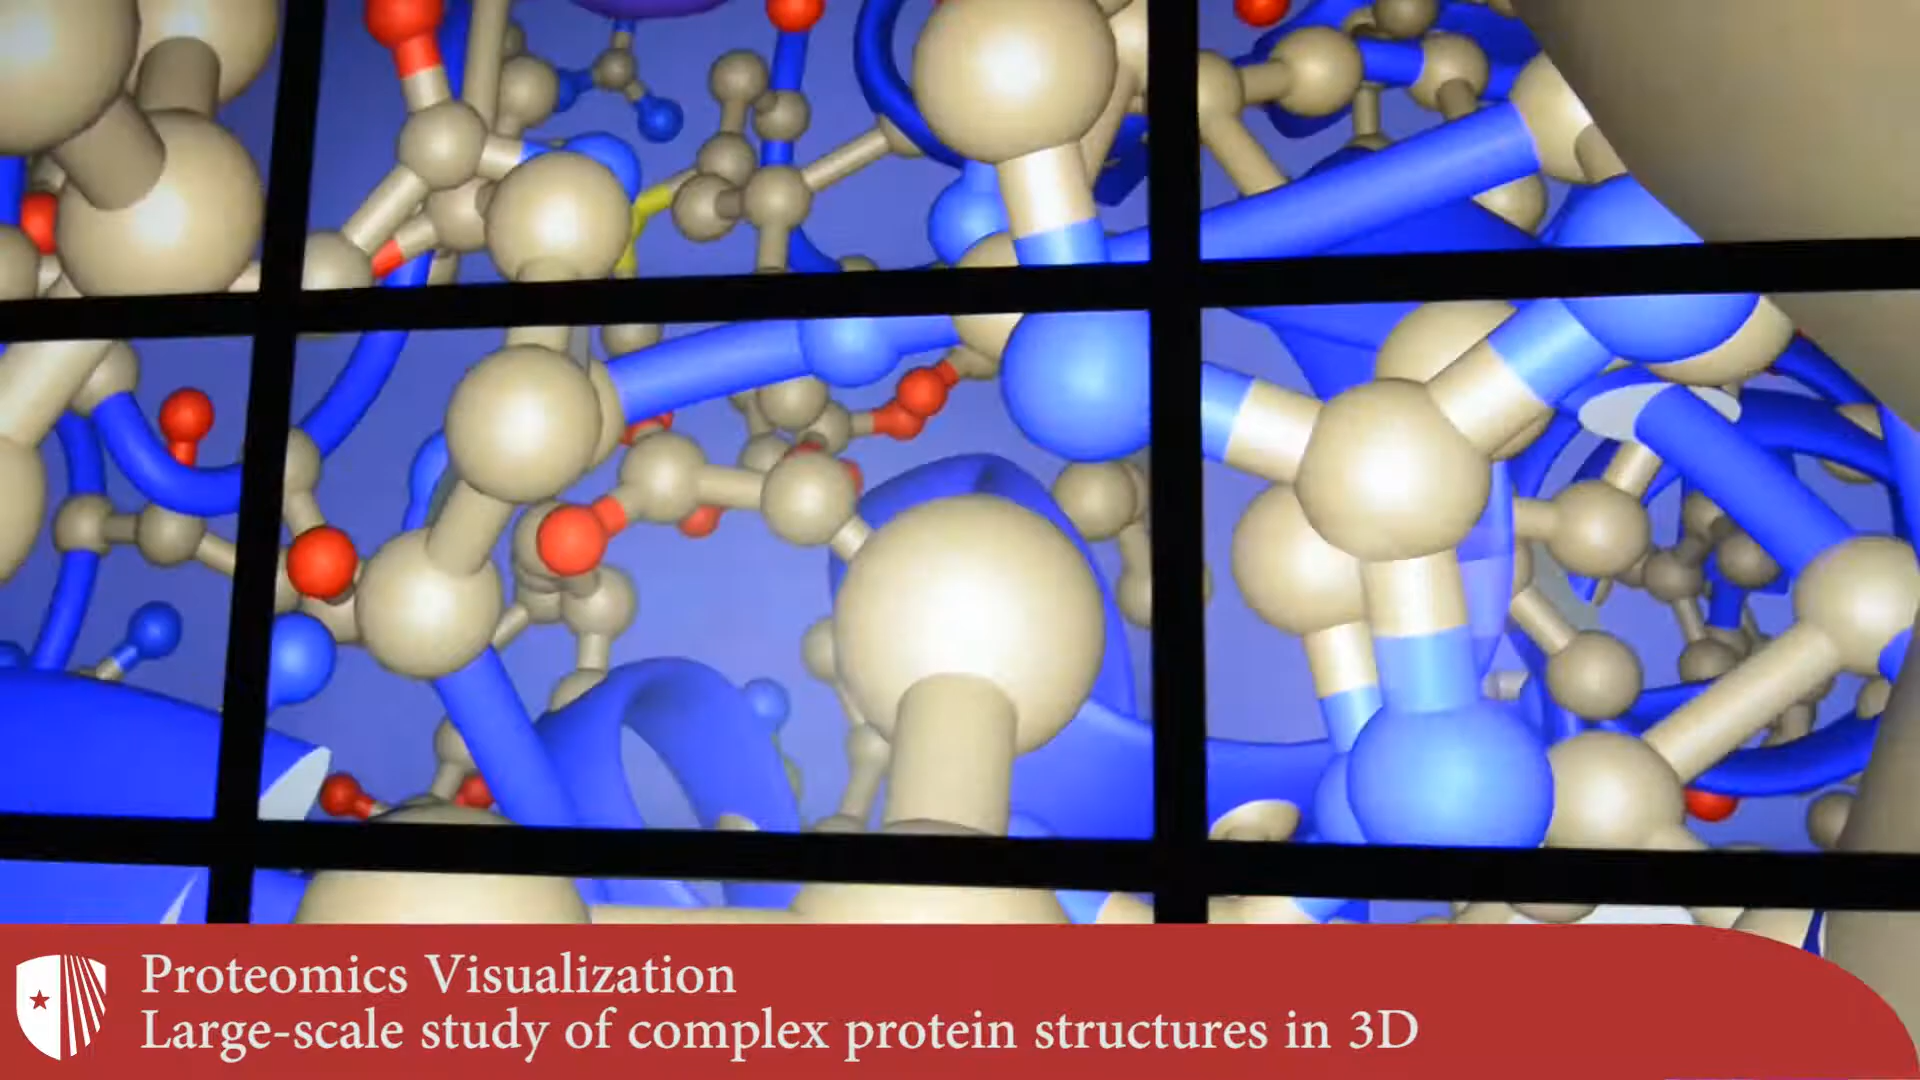 Proteomics Visualization
Large-scale study of complex protein structures in 3D